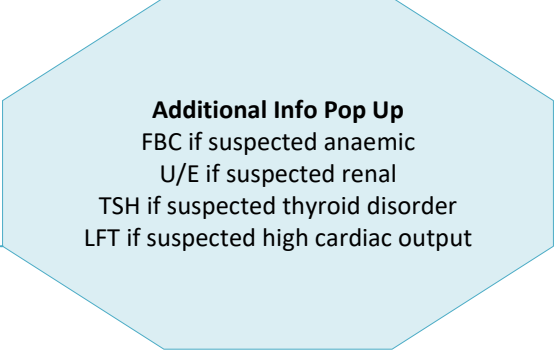 Additional Info Pop Up
FBC if suspected anaemic
U/E if suspected renal
TSH if suspected thyroid disorder
LFT if suspected high cardiac output